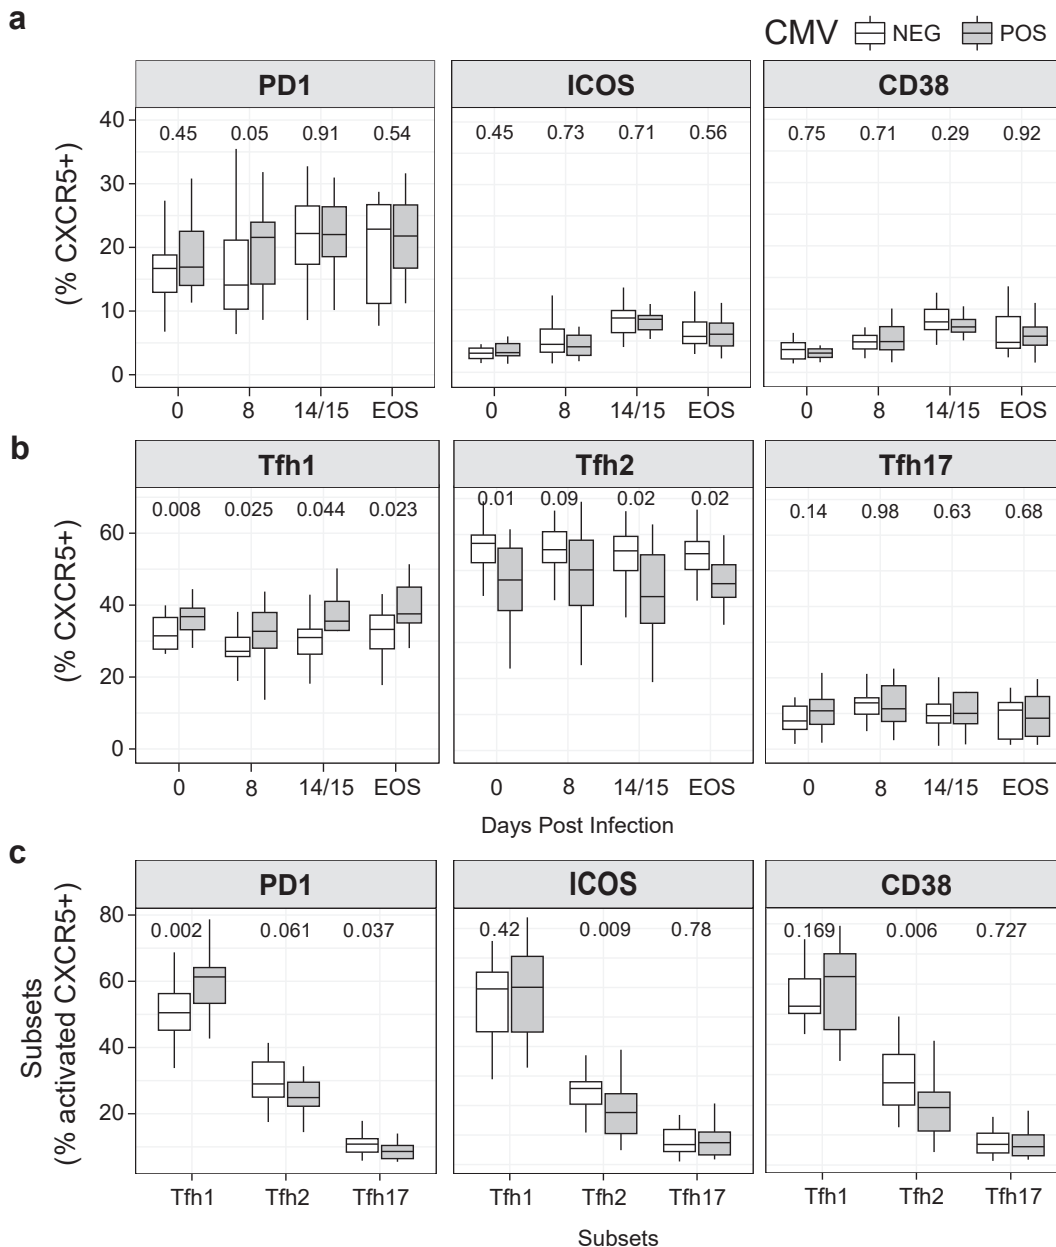 a
CMV NEG POS
PD1 ICOS CD38
40 0.45 0.05 0.91 0.54 0.45 0.73 0.71 0.56 0.75 0.71 0.29 0.92
30
20
10
0
(% CXCR5+)
0 8 14/15 EOS 0 8 14/15 EOS 0 8 14/15 EOS
b
Tfh1 Tfh2 Tfh17
0.008 0.025 0.044 0.023 0.01 0.09 0.02 0.02 0.14 0.98 0.63 0.68
60
40
20
0
(% CXCR5+)
0 8 14/15 EOS 0 8 14/15 EOS 0 8 14/15 EOS
Days Post Infection
c
PD1 ICOS CD38
80 0.002 0.061 0.037 0.42 0.009 0.78 0.169 0.006 0.727
60
40
20
Subsets
(% activated CXCR5+)
Tfh1 Tfh2 Tfh17 Tfh1 Tfh2 Tfh17 Tfh1 Tfh2 Tfh17
Subsets